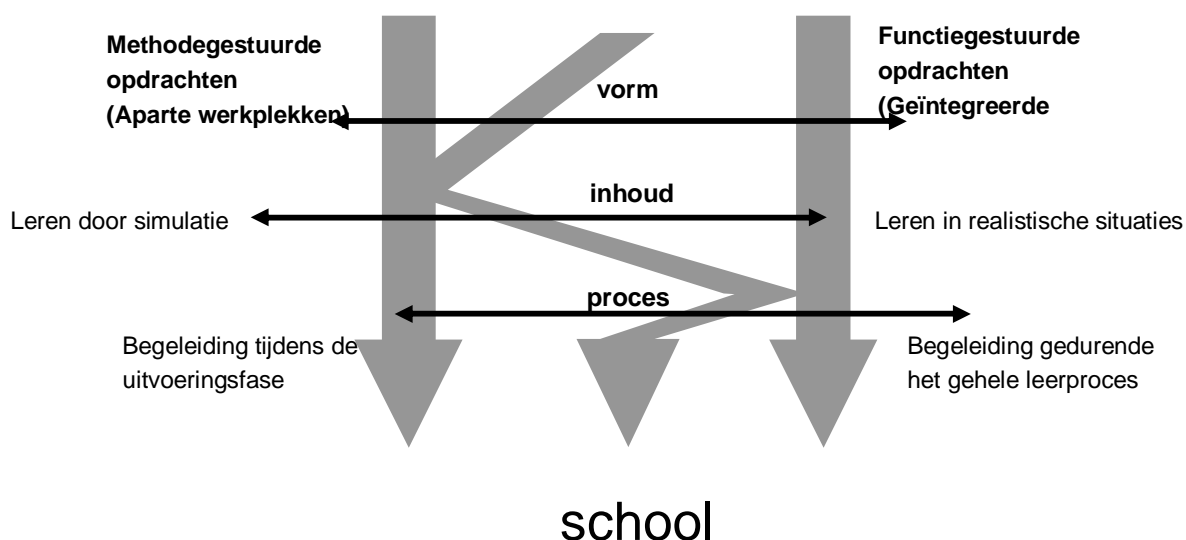 Methodegestuurde
opdrachten
(Aparte werkplekken)
vorm
Functiegestuurde
opdrachten
(Geïntegreerde
Leren door simulatie
inhoud
Leren in realistische situaties
proces
Begeleiding tijdens de
uitvoeringsfase
Begeleiding gedurende
het gehele leerproces
school